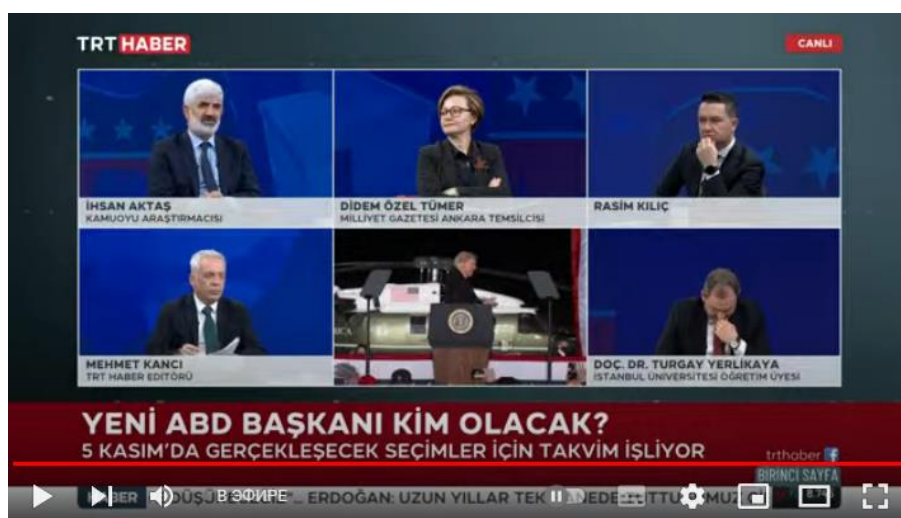 TRT HABER
CANLI
İHSAN AKTAŞ
KAMUOYU ARAŞTIRMACISI
DİDEM ÖZEL TÜMER
MİLLİYET GAZETESİ ANKARA TEMSİLCİSİ
RASİM KILIÇ
MEHMET KANCI
TRT HABER EDİTÖRÜ
DOÇ. DR. TURGAY YERLİKAYA
İSTANBUL ÜNİVERSİTESİ ÖĞRETİM ÜYESİ
YENİ ABD BAŞKANI KİM OLACAK?
5 KASIM'DA GERÇEKLEŞECEK SEÇİMLER İÇİN TAKVİM İŞLİYOR
trthaber
BİRİNCİ SAYFA
HABER
В ЭФИРЕ
ERDOĞAN: UZUN YILLAR TEK